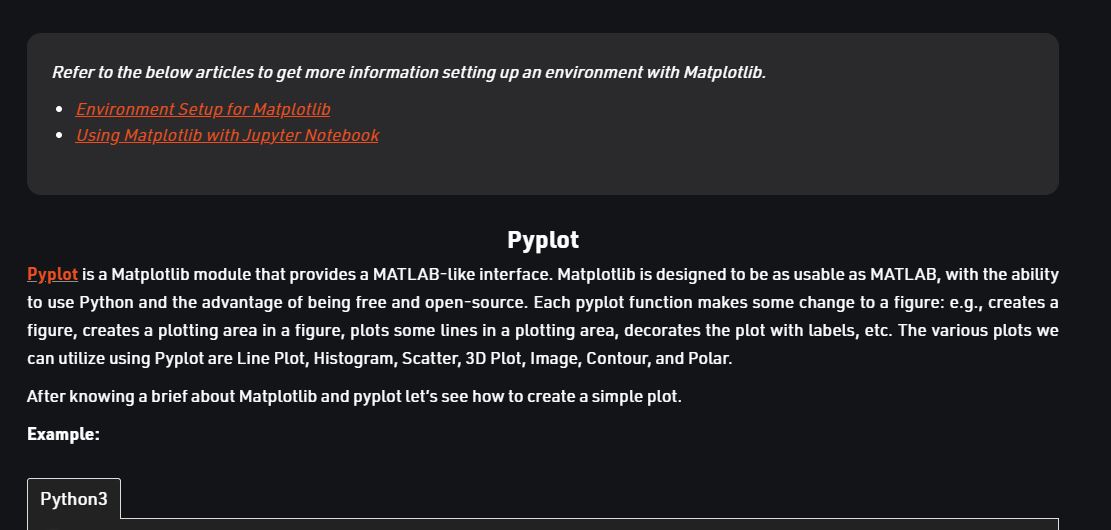 Refer to the below articles to get more information setting up an environment with Matplotlib.
Environment Setup for Matplotlib
Using Matplotlib with Jupyter Notebook
Pyplot
Pyplot is a Matplotlib module that provides a MATLAB-like interface. Matplotlib is designed to be as usable as MATLAB, with the ability
to use Python and the advantage of being free and open-source. Each pyplot function makes some change to a figure: e.g., creates a
figure, creates a plotting area in a figure, plots some lines in a plotting area, decorates the plot with labels, etc. The various plots we
can utilize using Pyplot are Line Plot, Histogram, Scatter, 3D Plot, Image, Contour, and Polar.
After knowing a brief about Matplotlib and pyplot let's see how to create a simple plot.
Example:
Python3